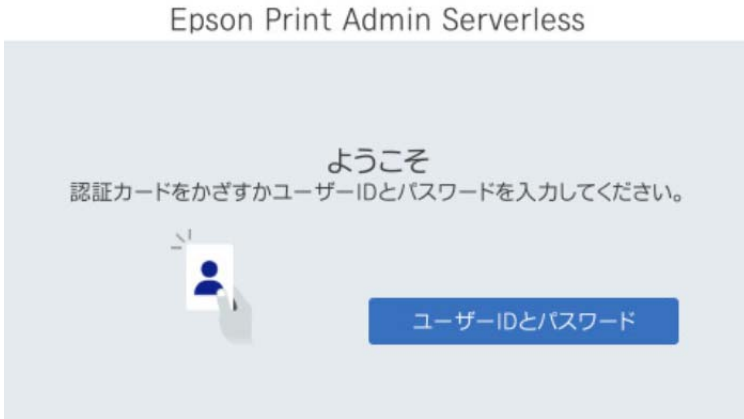 Epson Print Admin Serverless
ようこそ
認証カードをかざすかユーザーIDとパスワードを入力してください。
ユーザーIDとパスワード